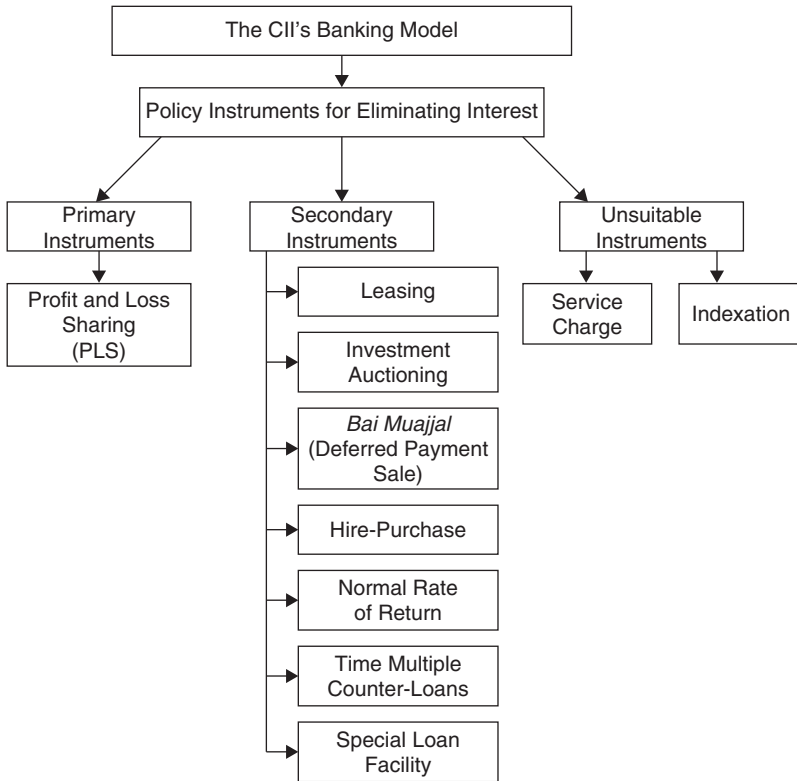 The CII's Banking Model
Policy Instruments for Eliminating Interest
Primary
Instruments
Secondary
Instruments
Unsuitable
Instruments
Profit and Loss
Sharing
(PLS)
Leasing
Investment
Auctioning
Bai Muajjal
(Deferred Payment
Sale)
Hire-Purchase
Normal Rate
of Return
Time Multiple
Counter-Loans
Special Loan
Facility
Service
Charge
Indexation